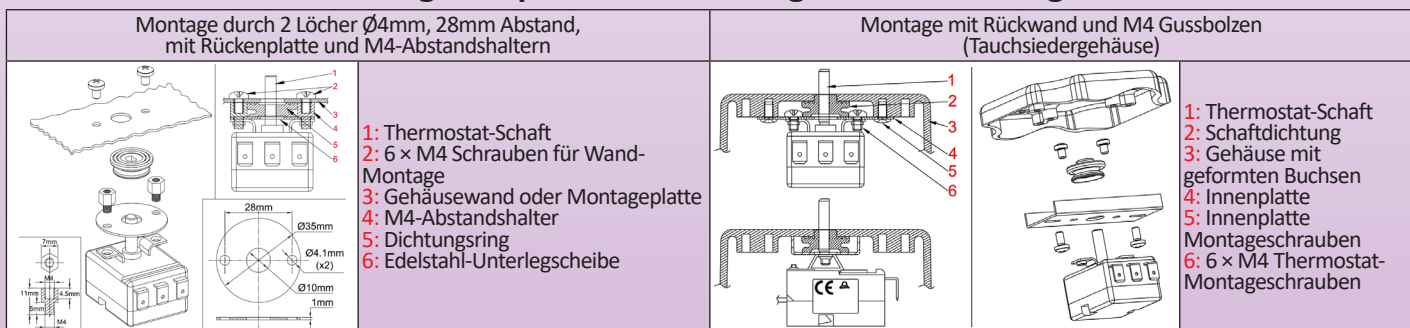 Montage durch 2 Löcher Ø4mm, 28mm Abstand,
mit Rückenplatte und M4-Abstandshaltern
1
2
3
4
5
6
28mm
Ø35mm
Ø4.1mm
(x2)
Ø10mm
1mm
7mm
M4
11mm
4.5mm
5mm
M4
1: Thermostat-Schaft
2: 6 × M4 Schrauben für Wand-
Montage
3: Gehäusewand oder Montageplatte
4: M4-Abstandshalter
5: Dichtungsring
6: Edelstahl-Unterlegscheibe
Montage mit Rückwand und M4 Gussbolzen
(Tauchsiedergehäuse)
1
2
3
4
5
6
CE
1: Thermostat-Schaft
2: Schaftdichtung
3: Gehäuse mit
geformten Buchsen
4: Innenplatte
5: Innenplatte
Montageschrauben
6: 6 × M4 Thermostat-
Montageschrauben